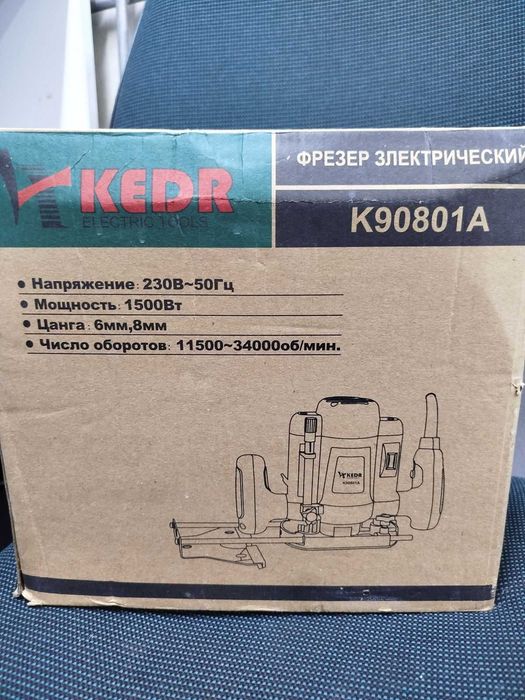 KEDR
ELECTRIC TOOLS
ФРЕЗЕР ЗЛЕКТРИЧЕСКИЙ
K90801A
• Напряжение: 230В~50Гц
• Мощность: 1500Вт
• Цанга: 6мм,8мм
• Число оборотов: 11500~34000об/мин.
KEDR
K90801A